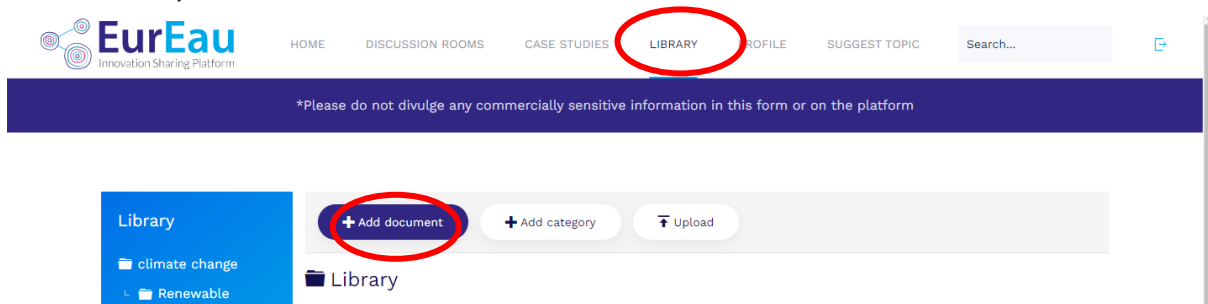 EurEau
Innovation Sharing Platform
HOME DISCUSSION ROOMS CASE STUDIES LIBRARY PROFILE SUGGEST TOPIC Search...
*Please do not divulge any commercially sensitive information in this form or on the platform
Library
+ Add document + Add category Upload
climate change
Library
Renewable